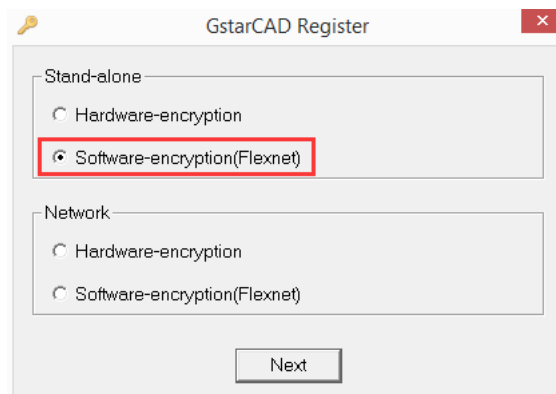 GstarCAD Register
Stand-alone
Hardware-encryption
Software-encryption(Flexnet)
Network
Hardware-encryption
Software-encryption(Flexnet)
Next